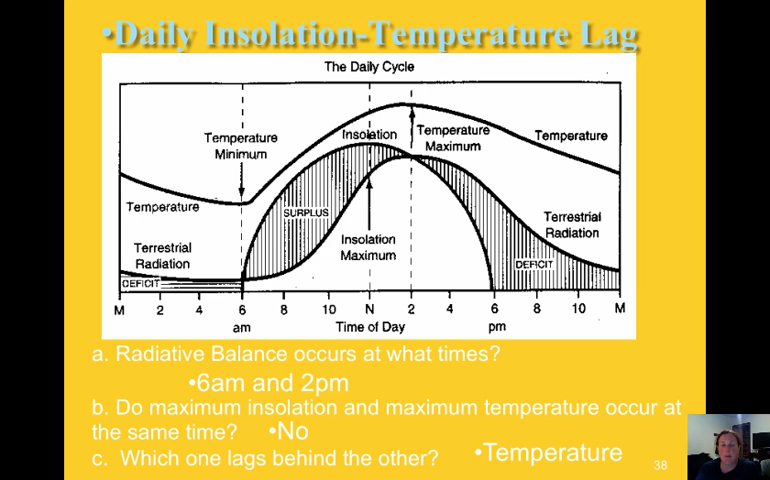 •Daily Insolation-Temperature Lag
The Daily Cycle
Temperature
Minimum
Insolation
Temperature
Maximum
Temperature
Temperature
SURPLUS
Terrestrial
Radiation
Insolation
Maximum
Terrestrial
Radiation
DEFICIT
DEFICIT
M 2 4 6 8 10 N 2 4 6 8 10 M
am Time of Day pm
a. Radiative Balance occurs at what times?
•6am and 2pm
b. Do maximum insolation and maximum temperature occur at
the same time? •No
c. Which one lags behind the other? •Temperature
38